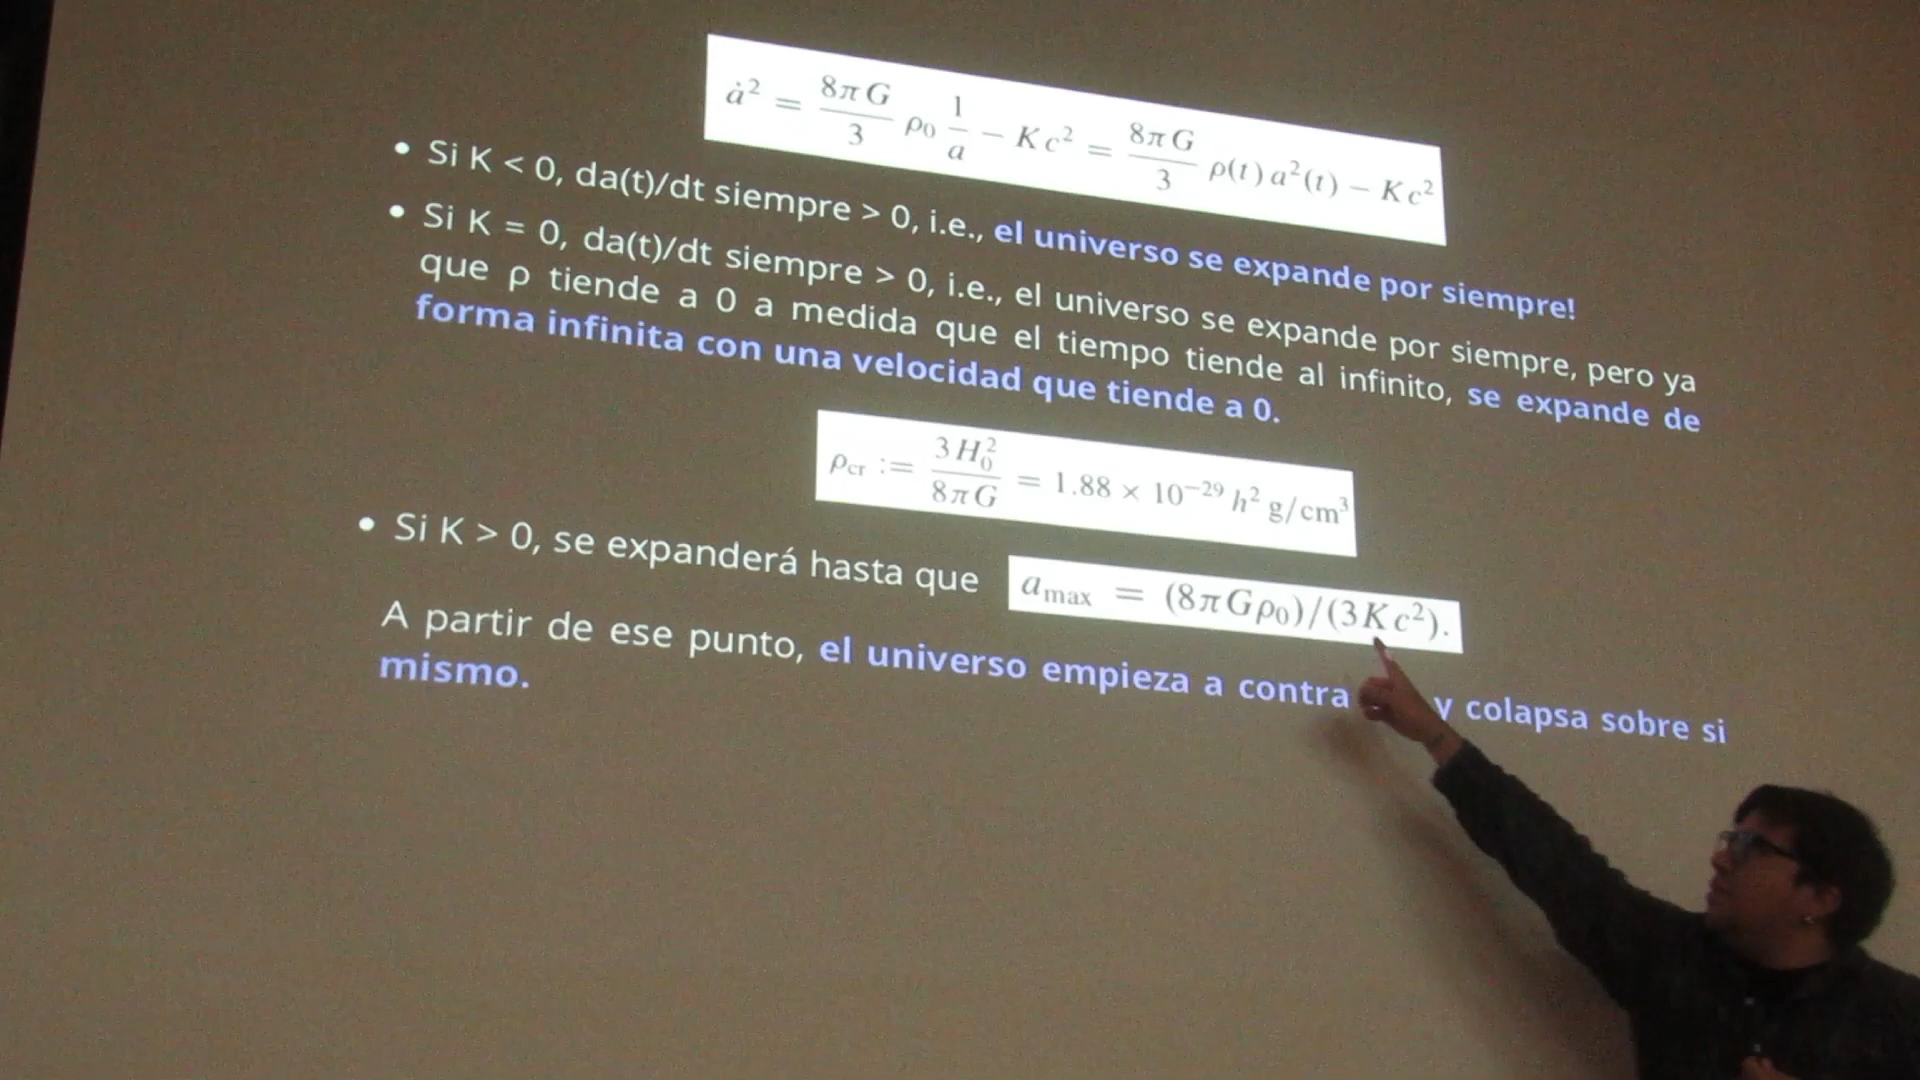 ȧ² = 8πG/3 ρ₀ 1/a − Kc² = 8πG/3 ρ(t) a²(t) − Kc²
• Si K < 0, da(t)/dt siempre > 0, i.e., el universo se expande por siempre!
• Si K = 0, da(t)/dt siempre > 0, i.e., el universo se expande por siempre, pero ya
que ρ tiende a 0 a medida que el tiempo tiende al infinito, se expande de
forma infinita con una velocidad que tiende a 0.
ρcr := 3H₀²/8πG = 1.88 × 10⁻²⁹ h² g/cm³
• Si K > 0, se expanderá hasta que amax = (8πGρ₀)/(3Kc²).
A partir de ese punto, el universo empieza a contra y colapsa sobre si
mismo.